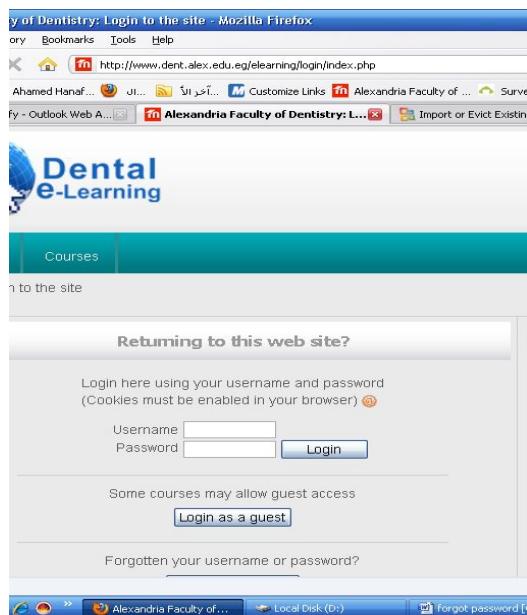 y of Dentistry: Login to the site - Mozilla Firefox
ory Bookmarks Tools Help
http://www.dent.alex.edu.eg/elearning/login/index.php
Ahamed Hanaf... ال... آخر الأ... Customize Links Alexandria Faculty of ... Surve
fy - Outlook Web A... Alexandria Faculty of Dentistry: L... Import or Evict Existin
Dental
e-Learning
Courses
n to the site
Returning to this web site?
Login here using your username and password
(Cookies must be enabled in your browser)
Username
Password Login
Some courses may allow guest access
Login as a guest
Forgotten your username or password?
Alexandria Faculty of... Local Disk (D:) forgot password [